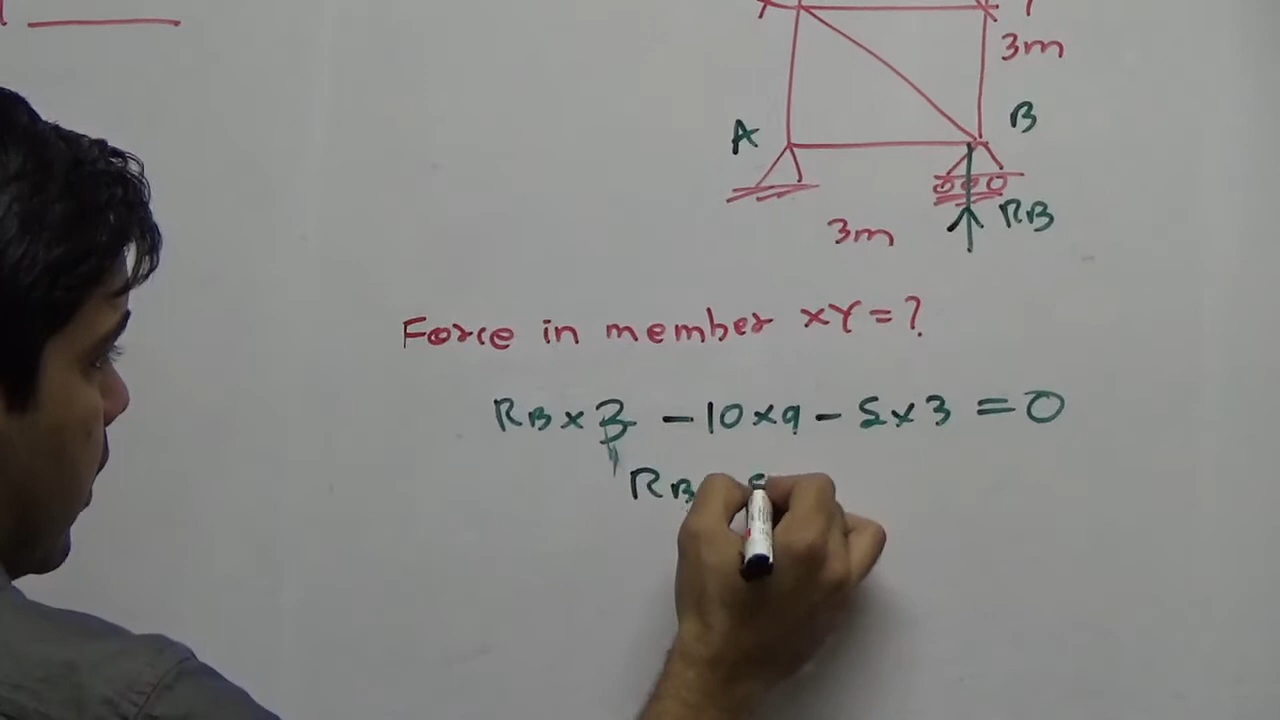 3m
A
B
RB
3m
Force in member XY = ?
RB × 3 - 10 × 9 - 5 × 3 = 0
RB